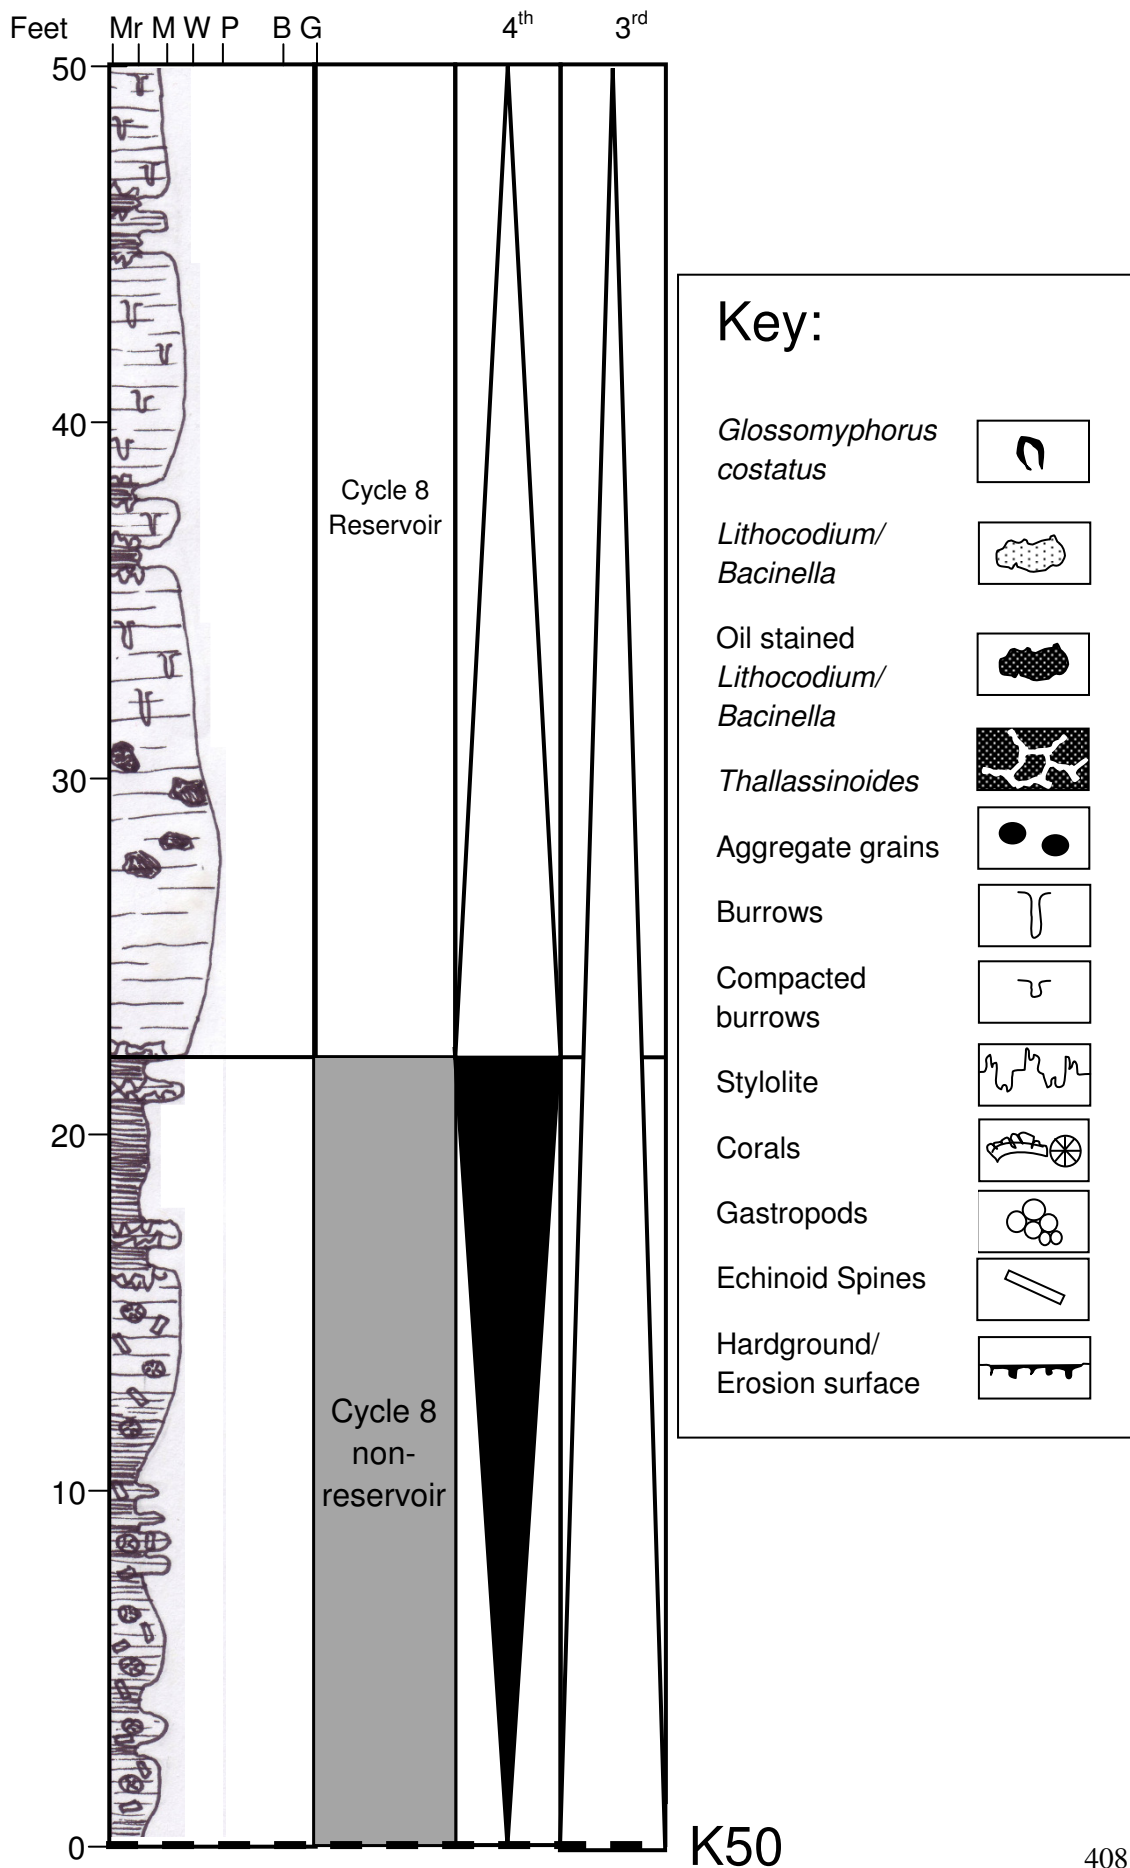 Feet Mr M W P B G 4th 3rd
50
40
30
20
10
0
Cycle 8
Reservoir
Cycle 8
non-
reservoir
K50
Key:
Glossomyphorus
costatus
Lithocodium/
Bacinella
Oil stained
Lithocodium/
Bacinella
Thallassinoides
Aggregate grains
Burrows
Compacted
burrows
Stylolite
Corals
Gastropods
Echinoid Spines
Hardground/
Erosion surface
408